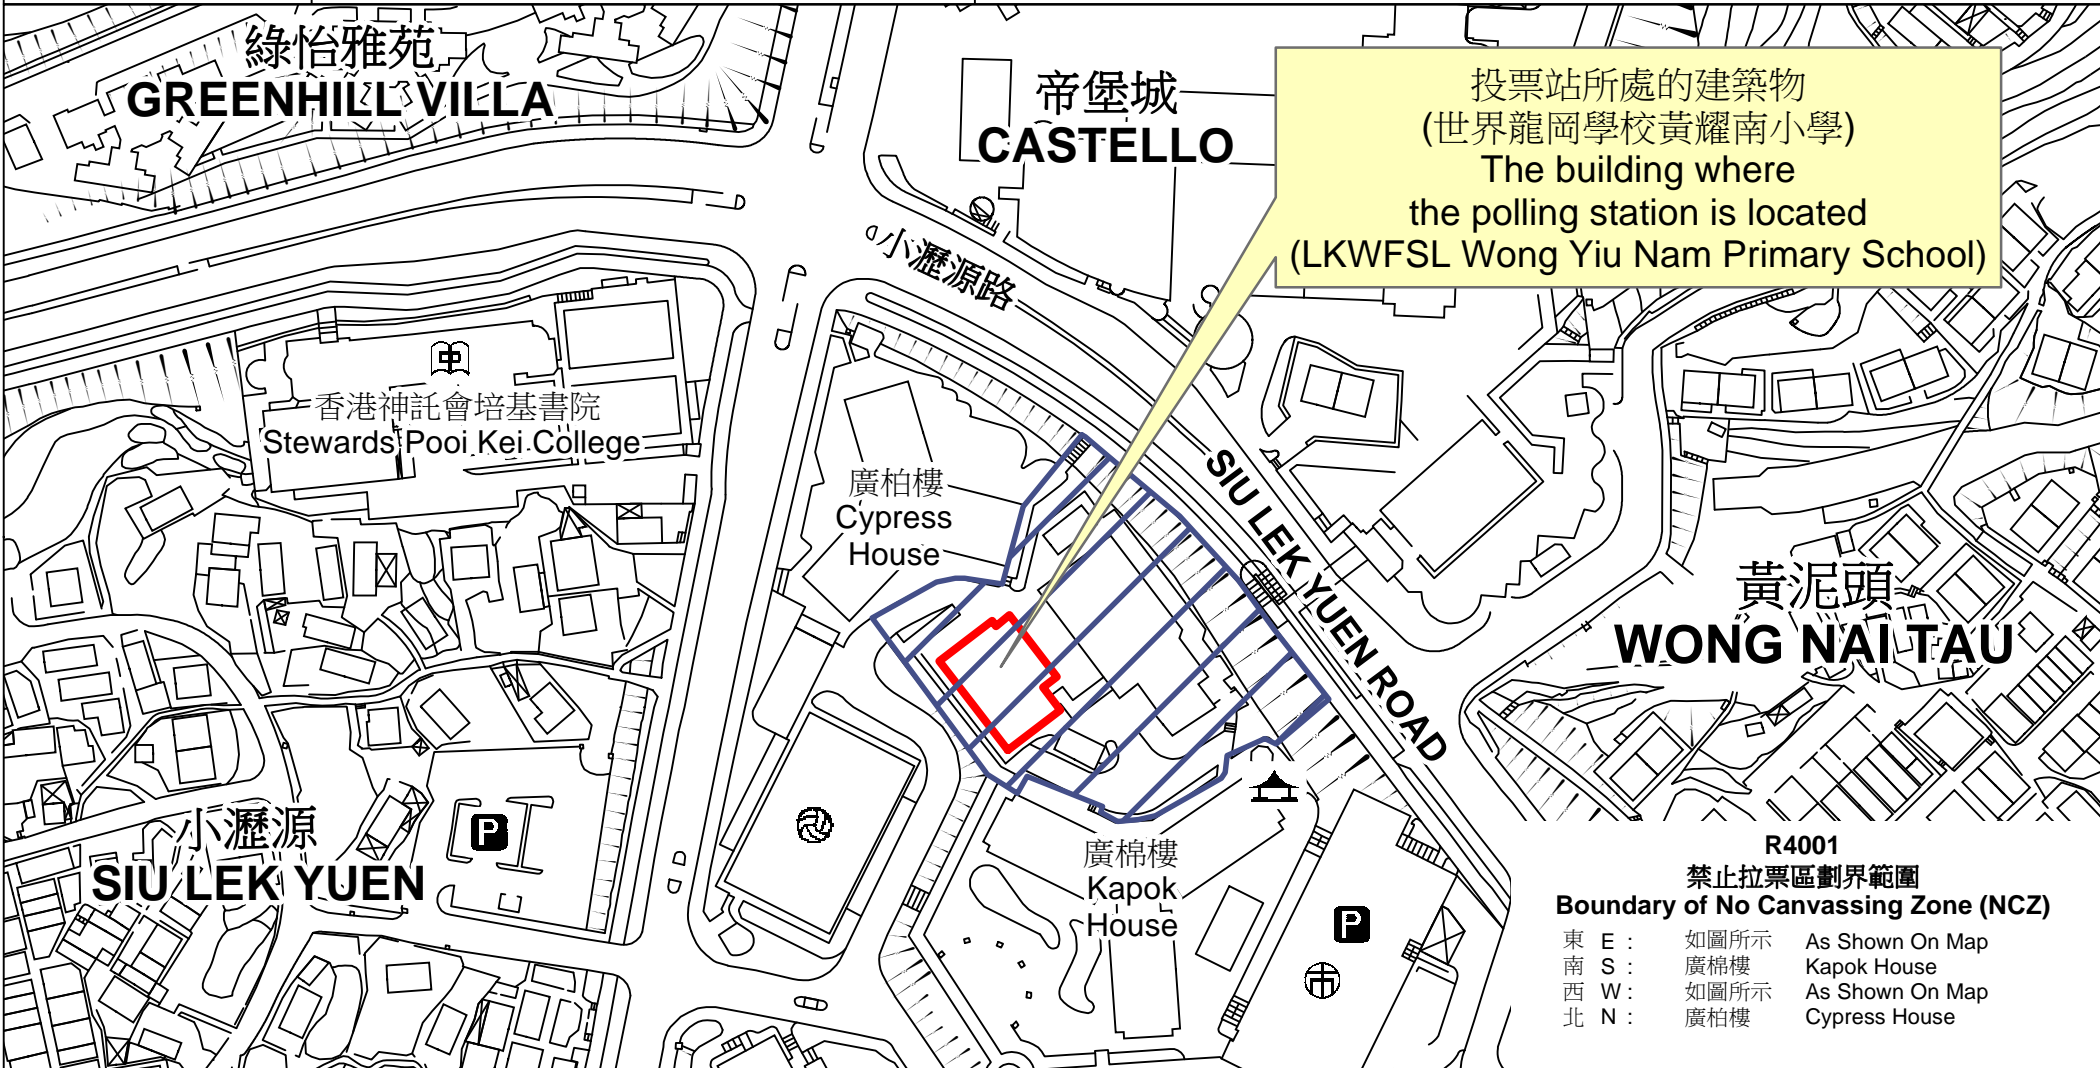 綠怡雅苑
GREENHILL VILLA
帝堡城
CASTELLO
投票站所處的建築物
(世界龍岡學校黃耀南小學)
The building where
the polling station is located
(LKWFSL Wong Yiu Nam Primary School)
小瀝源路
中
香港神託會培基書院
Stewards Pooi Kei College
廣柏樓
Cypress
House
SIU LEK YUEN ROAD
黃泥頭
WONG NAI TAU
小瀝源
SIU LEK YUEN
P
廣棉樓
Kapok
House
P
市
R4001
禁止拉票區劃界範圍
Boundary of No Canvassing Zone (NCZ)
東 E : 如圖所示 As Shown On Map
南 S : 廣棉樓 Kapok House
西 W : 如圖所示 As Shown On Map
北 N : 廣柏樓 Cypress House